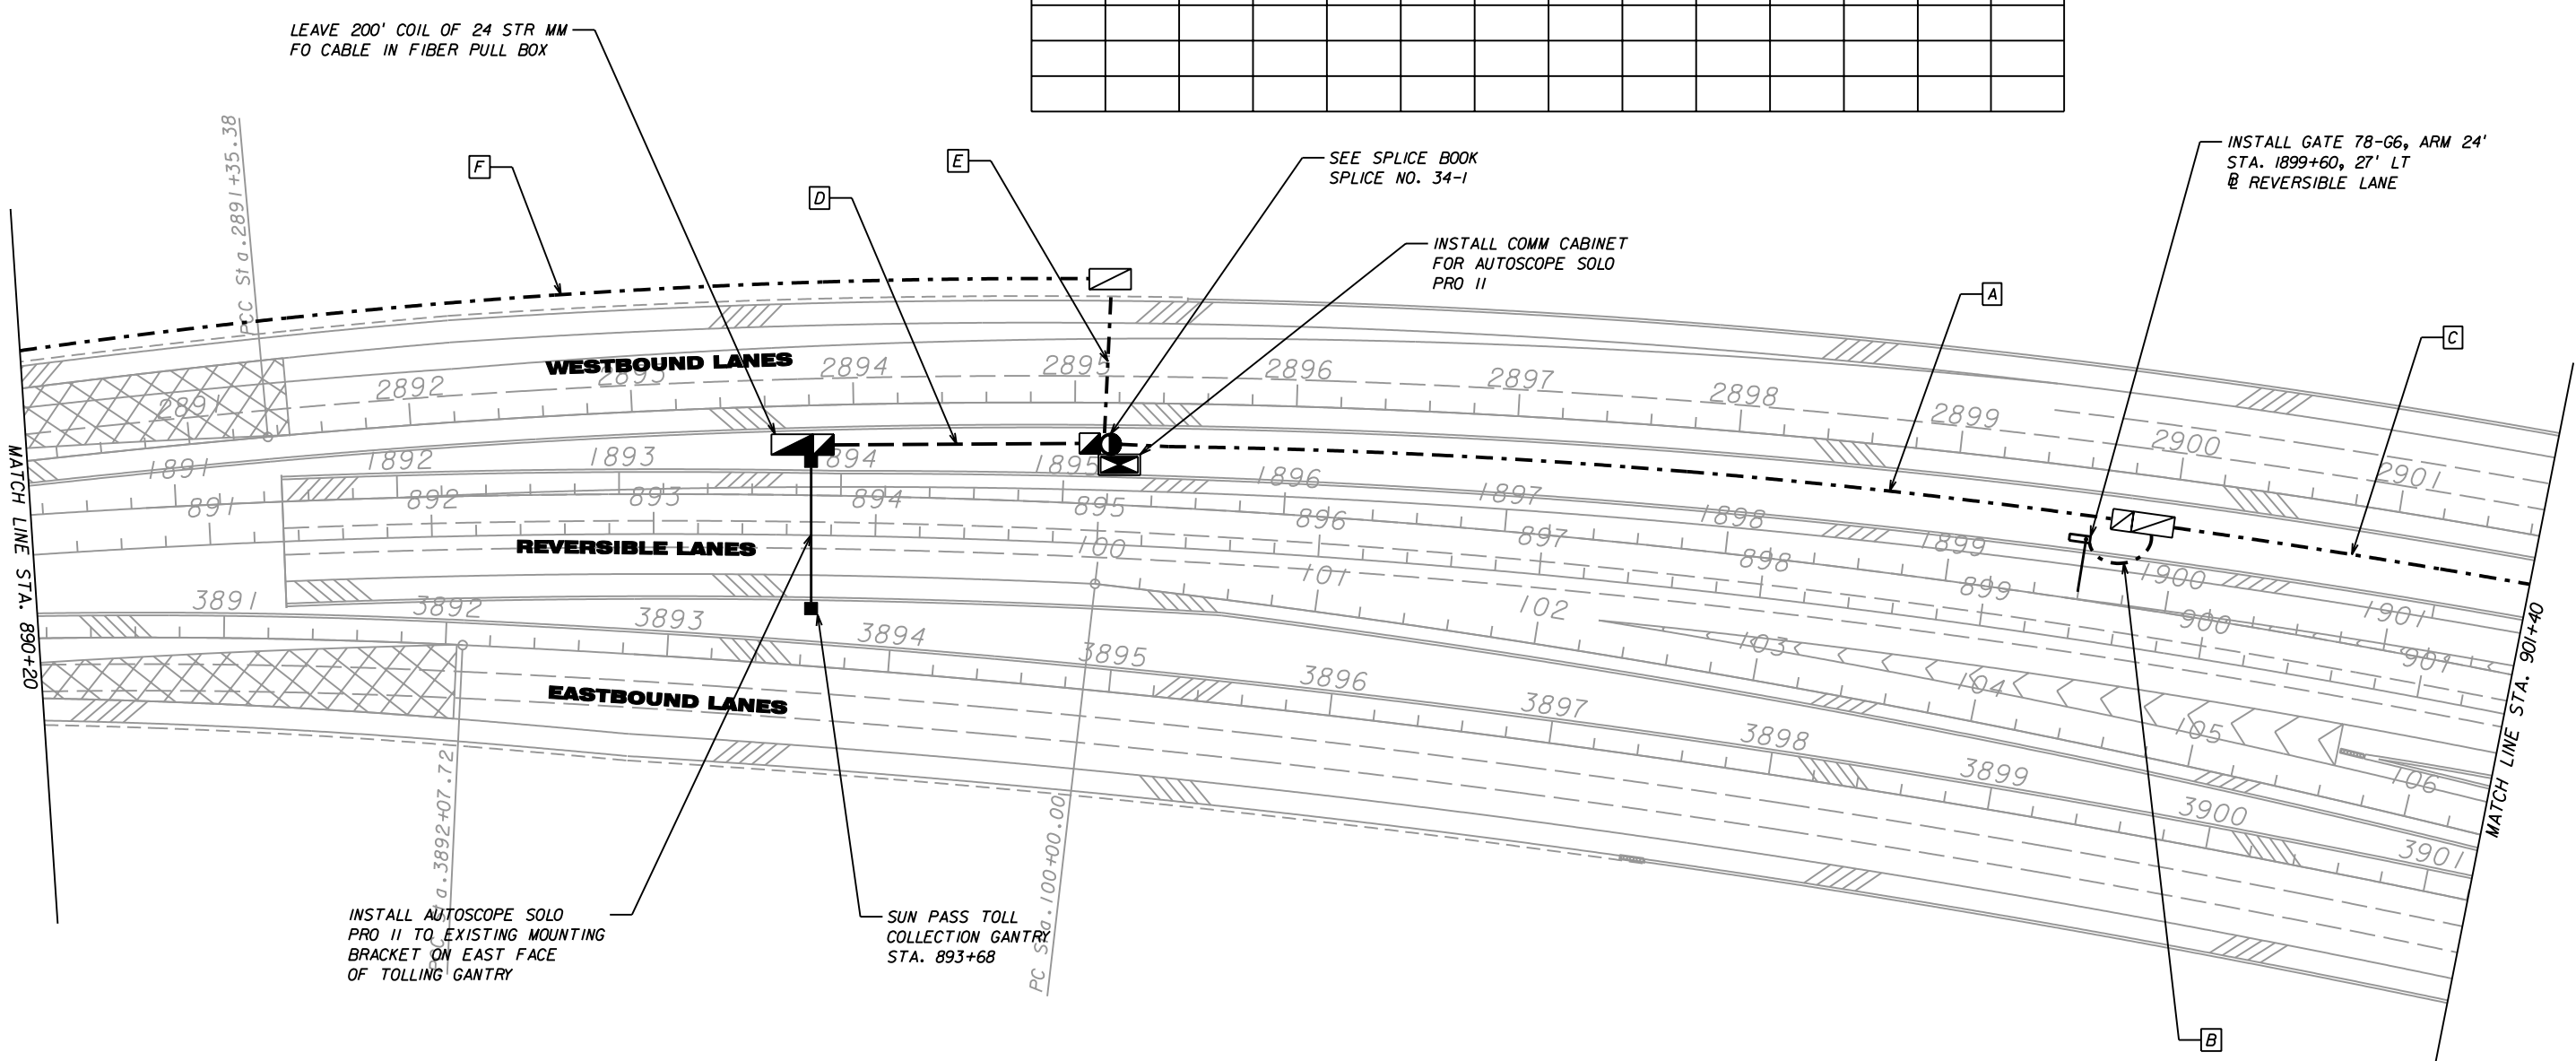 LEAVE 200' COIL OF 24 STR MM
FO CABLE IN FIBER PULL BOX
F
D
E
SEE SPLICE BOOK
SPLICE NO. 34-1
INSTALL COMM CABINET
FOR AUTOSCOPE SOLO
PRO II
INSTALL GATE 78-G6, ARM 24'
STA. 1899+60, 27' LT
REVERSIBLE LANE
A
C
PCC Sta.2891+35.38
WESTBOUND LANES
2891 2892 2893 2894 2895 2896 2897 2898 2899 2900 2901
1891 1892 1893 1894 1895 1896 1897 1898 1899 1900 1901
891 892 893 894 895 896 897 898 899 900 901
REVERSIBLE LANES
100 101 102 103 104 105 106
3891 3892 3893 3894 3895 3896 3897 3898 3899 3900 3901
EASTBOUND LANES
MATCH LINE STA. 890+20
MATCH LINE STA. 901+40
PCC Sta.3892+07.72
PC Sta.100+00.00
INSTALL AUTOSCOPE SOLO
PRO II TO EXISTING MOUNTING
BRACKET ON EAST FACE
OF TOLLING GANTRY
SUN PASS TOLL
COLLECTION GANTRY
STA. 893+68
B